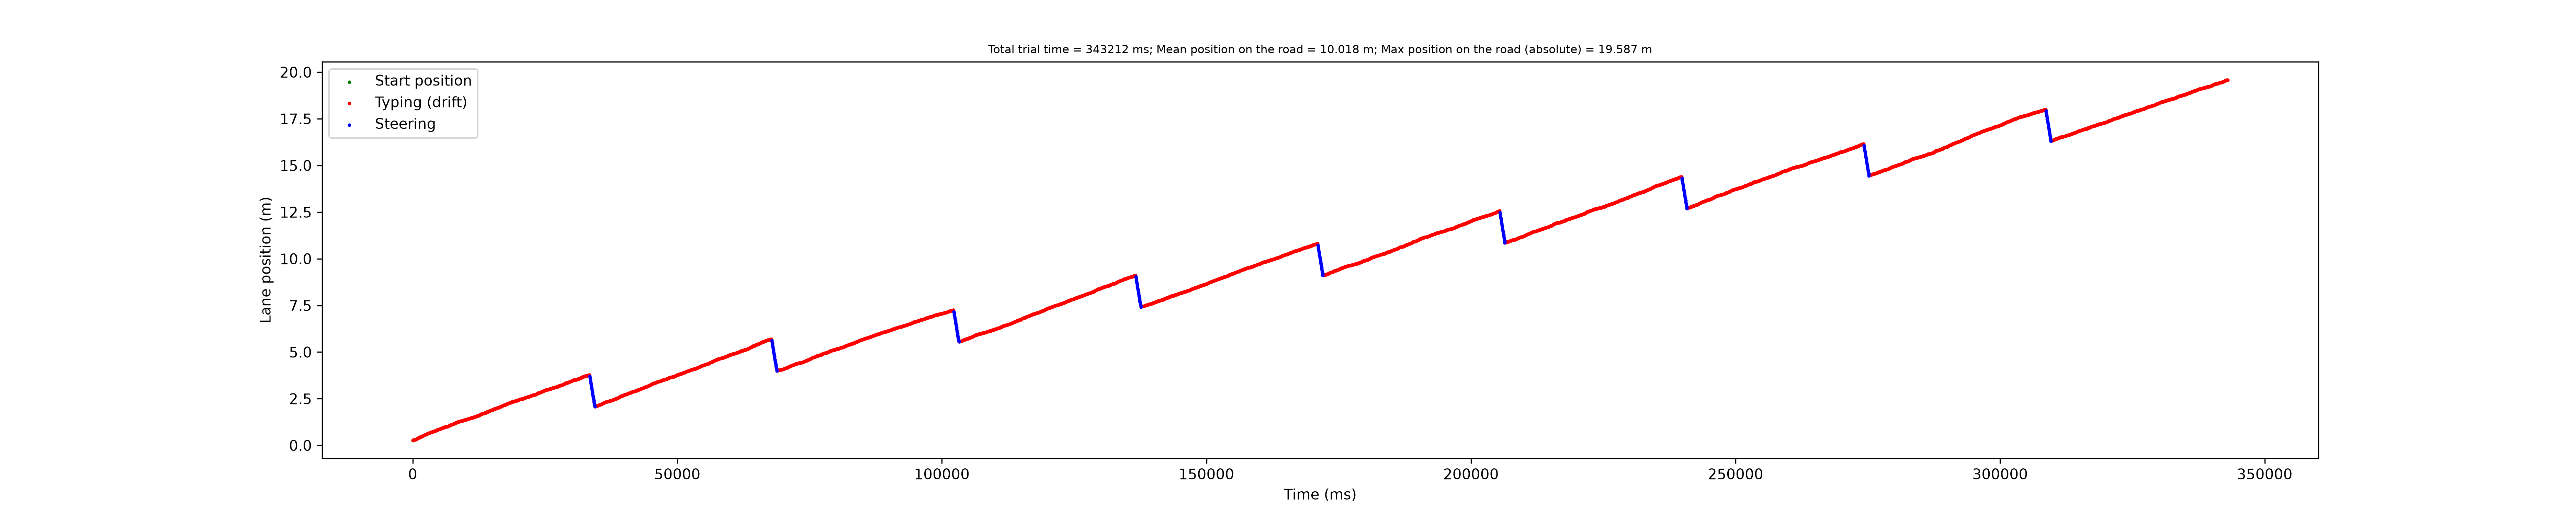 Total trial time = 343212 ms; Mean position on the road = 10.018 m; Max position on the road (absolute) = 19.587 m
Start position
Typing (drift)
Steering
Lane position (m)
20.0
17.5
15.0
12.5
10.0
7.5
5.0
2.5
0.0
0 50000 100000 150000 200000 250000 300000 350000
Time (ms)